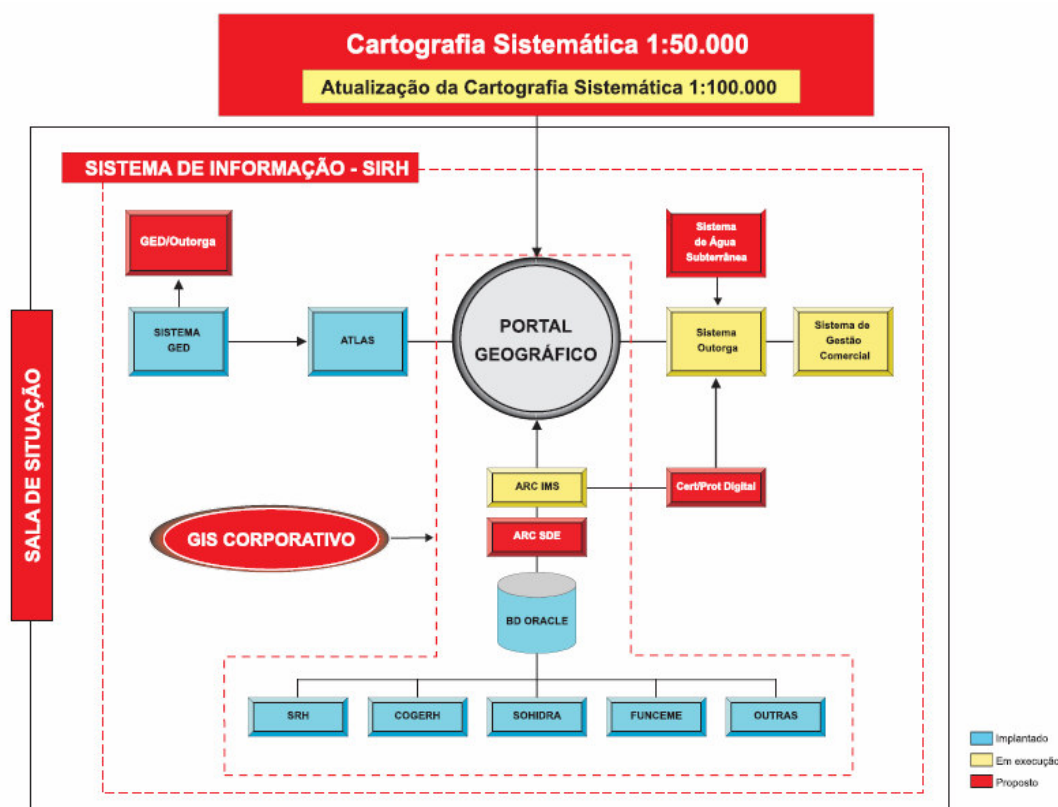 Cartografia Sistemática 1:50.000
Atualização da Cartografia Sistemática 1:100.000
SISTEMA DE INFORMAÇÃO - SIRH
GED/Outorga
Sistema
de Água
Subterrânea
SISTEMA
GED
ATLAS
PORTAL
GEOGRÁFICO
Sistema
Outorga
Sistema de
Gestão
Comercial
SALA DE SITUAÇÃO
ARC IMS
Cert/Prot Digital
GIS CORPORATIVO
ARC SDE
BD ORACLE
SRH
COGERH
SOHIDRA
FUNCEME
OUTRAS
Implantado
Em execução
Proposto